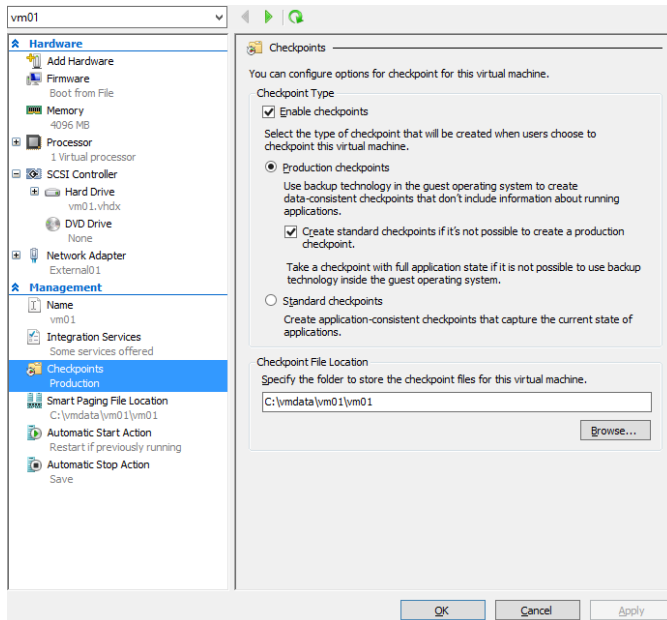 vm01
Hardware
Add Hardware
Firmware
Boot from File
Memory
4096 MB
Processor
1 Virtual processor
SCSI Controller
Hard Drive
vm01.vhdx
DVD Drive
None
Network Adapter
External01
Management
Name
vm01
Integration Services
Some services offered
Checkpoints
Production
Smart Paging File Location
C:\vmdata\vm01\vm01
Automatic Start Action
Restart if previously running
Automatic Stop Action
Save
Checkpoints
You can configure options for checkpoint for this virtual machine.
Checkpoint Type
Enable checkpoints
Select the type of checkpoint that will be created when users choose to
checkpoint this virtual machine.
Production checkpoints
Use backup technology in the guest operating system to create
data-consistent checkpoints that don't include information about running
applications.
Create standard checkpoints if it's not possible to create a production
checkpoint.
Take a checkpoint with full application state if it is not possible to use backup
technology inside the guest operating system.
Standard checkpoints
Create application-consistent checkpoints that capture the current state of
applications.
Checkpoint File Location
Specify the folder to store the checkpoint files for this virtual machine.
C:\vmdata\vm01\vm01
Browse...
OK
Cancel
Apply